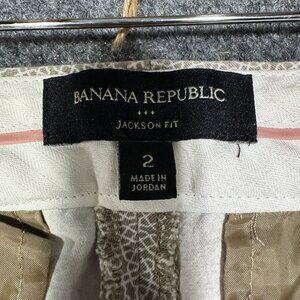 BANANA REPUBLIC
JACKSON FIT
2
MADE IN
JORDAN